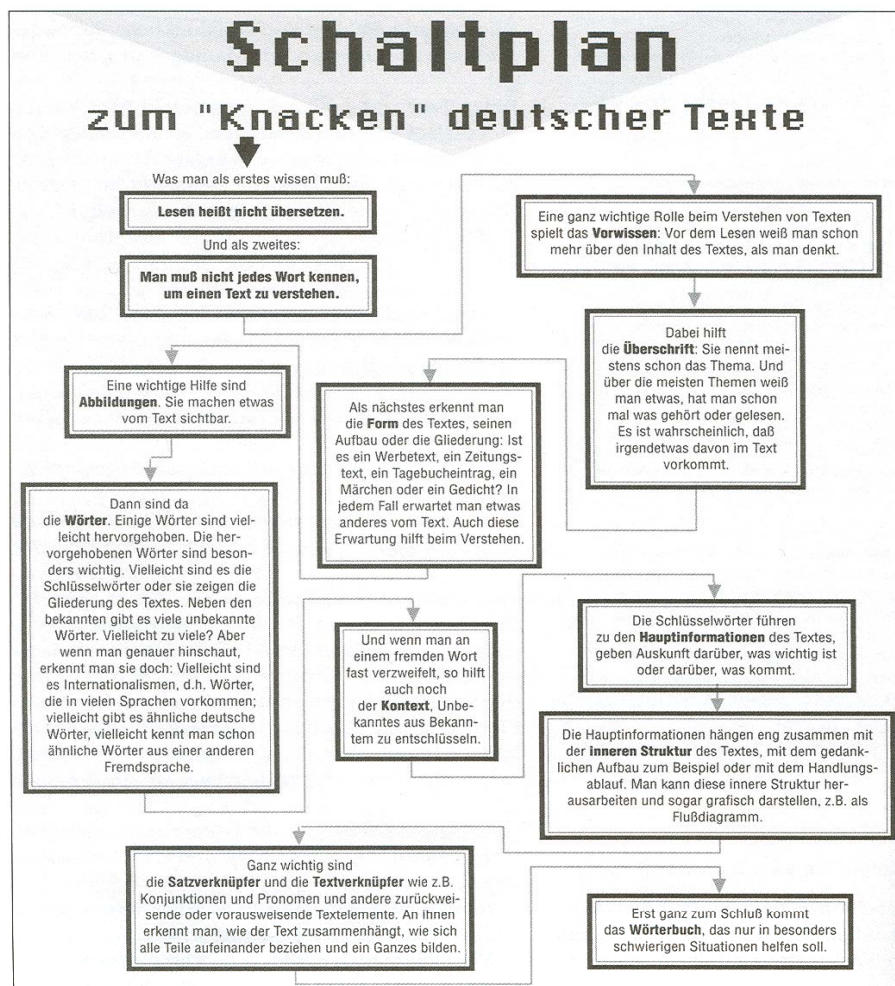 Schaltplan
zum "Knacken" deutscher Texte
Was man als erstes wissen muß:
Lesen heißt nicht übersetzen.
Und als zweites:
Man muß nicht jedes Wort kennen,
um einen Text zu verstehen.
Eine ganz wichtige Rolle beim Verstehen von Texten
spielt das Vorwissen: Vor dem Lesen weiß man schon
mehr über den Inhalt des Textes, als man denkt.
Dabei hilft
die Überschrift: Sie nennt mei-
stens schon das Thema. Und
über die meisten Themen weiß
man etwas, hat man schon
mal was gehört oder gelesen.
Es ist wahrscheinlich, daß
irgendetwas davon im Text
vorkommt.
Als nächstes erkennt man
die Form des Textes, seinen
Aufbau oder die Gliederung: Ist
es ein Werbetext, ein Zeitungs-
text, ein Tagebucheintrag, ein
Märchen oder ein Gedicht? In
jedem Fall erwartet man etwas
anderes vom Text. Auch diese
Erwartung hilft beim Verstehen.
Eine wichtige Hilfe sind
Abbildungen. Sie machen etwas
vom Text sichtbar.
Dann sind da
die Wörter. Einige Wörter sind viel-
leicht hervorgehoben. Die her-
vorgehobenen Wörter sind beson-
ders wichtig. Vielleicht sind es die
Schlüsselwörter oder sie zeigen die
Gliederung des Textes. Neben den
bekannten gibt es viele unbekannte
Wörter. Vielleicht zu viele? Aber
wenn man genauer hinschaut,
erkennt man sie doch: Vielleicht sind
es Internationalismen, d.h. Wörter,
die in vielen Sprachen vorkommen;
vielleicht gibt es ähnliche deutsche
Wörter, vielleicht kennt man schon
ähnliche Wörter aus einer anderen
Fremdsprache.
Und wenn man an
einem fremden Wort
fast verzweifelt, so hilft
auch noch
der Kontext, Unbe-
kanntes aus Bekann-
tem zu entschlüsseln.
Die Schlüsselwörter führen
zu den Hauptinformationen des Textes,
geben Auskunft darüber, was wichtig ist
oder darüber, was kommt.
Die Hauptinformationen hängen eng zusammen mit
der inneren Struktur des Textes, mit dem gedank-
lichen Aufbau zum Beispiel oder mit dem Handlungs-
ablauf. Man kann diese innere Struktur her-
ausarbeiten und sogar grafisch darstellen, z.B. als
Flußdiagramm.
Ganz wichtig sind
die Satzverknüpfer und die Textverknüpfer wie z.B.
Konjunktionen und Pronomen und andere zurückwei-
sende oder vorausweisende Textelemente. An ihnen
erkennt man, wie der Text zusammenhängt, wie sich
alle Teile aufeinander beziehen und ein Ganzes bilden.
Erst ganz zum Schluß kommt
das Wörterbuch, das nur in besonders
schwierigen Situationen helfen soll.